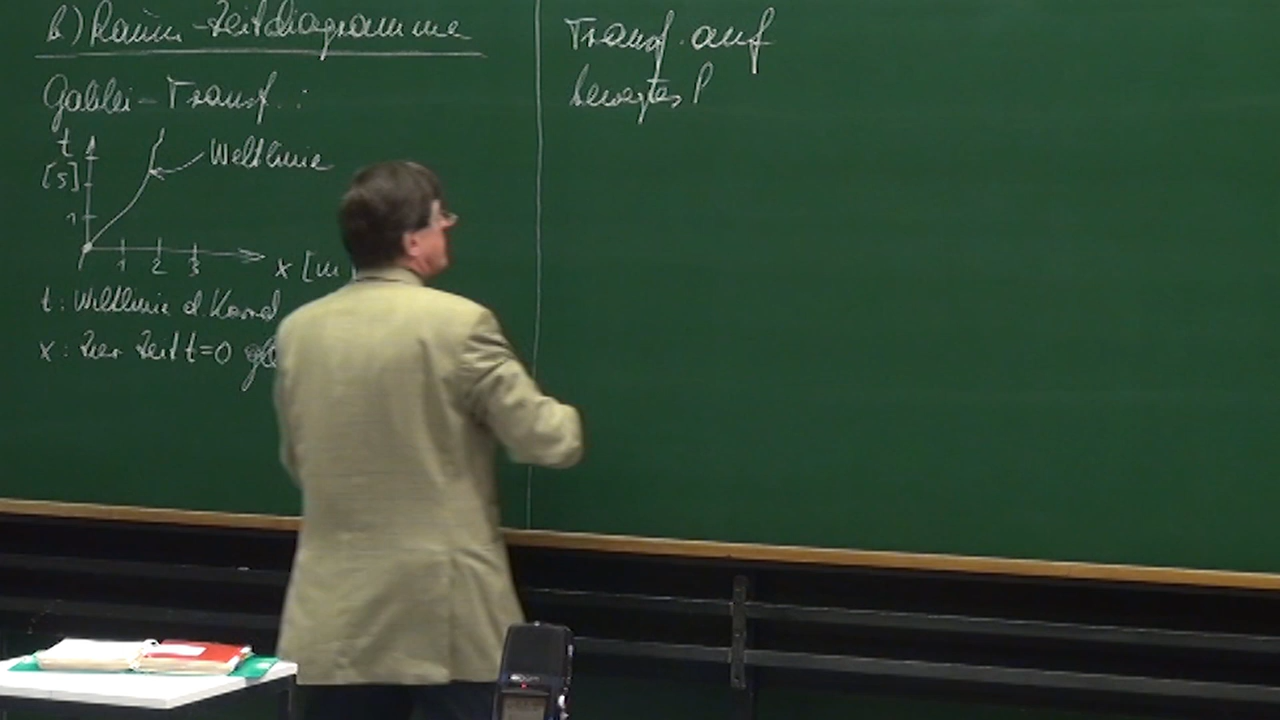 b) Raum-Zeitdiagramme
Galilei-Transf.:
t
[s]
Weltlinie
1
1 2 3
x [m
t: Weltlinie d. Koord
x: zur Zeit t=0
Transf. auf
bewegtes